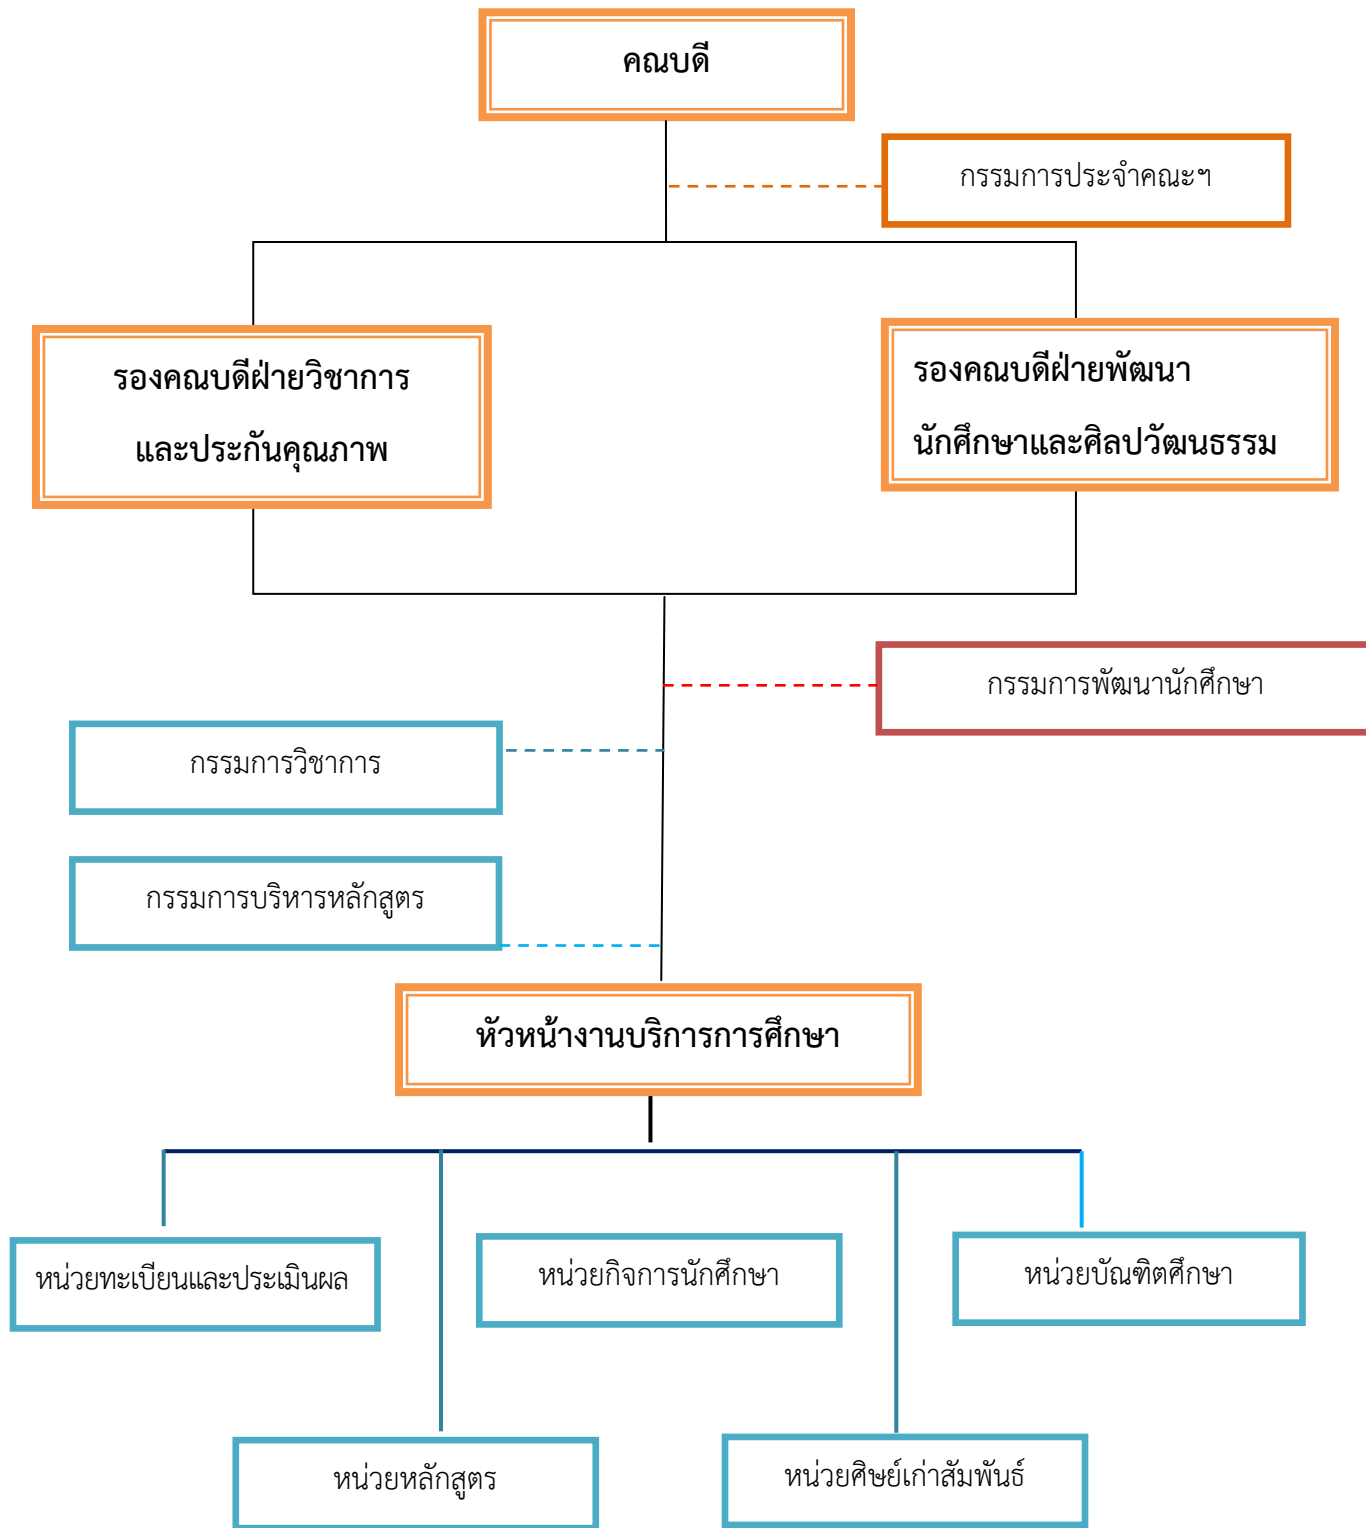 คณบดี
กรรมการประจำคณะฯ
รองคณบดีฝ่ายวิชาการ
และประกันคุณภาพ
รองคณบดีฝ่ายพัฒนา
นักศึกษาและศิลปวัฒนธรรม
กรรมการพัฒนานักศึกษา
กรรมการวิชาการ
กรรมการบริหารหลักสูตร
หัวหน้างานบริการการศึกษา
หน่วยทะเบียนและประเมินผล
หน่วยกิจการนักศึกษา
หน่วยบัณฑิตศึกษา
หน่วยหลักสูตร
หน่วยศิษย์เก่าสัมพันธ์